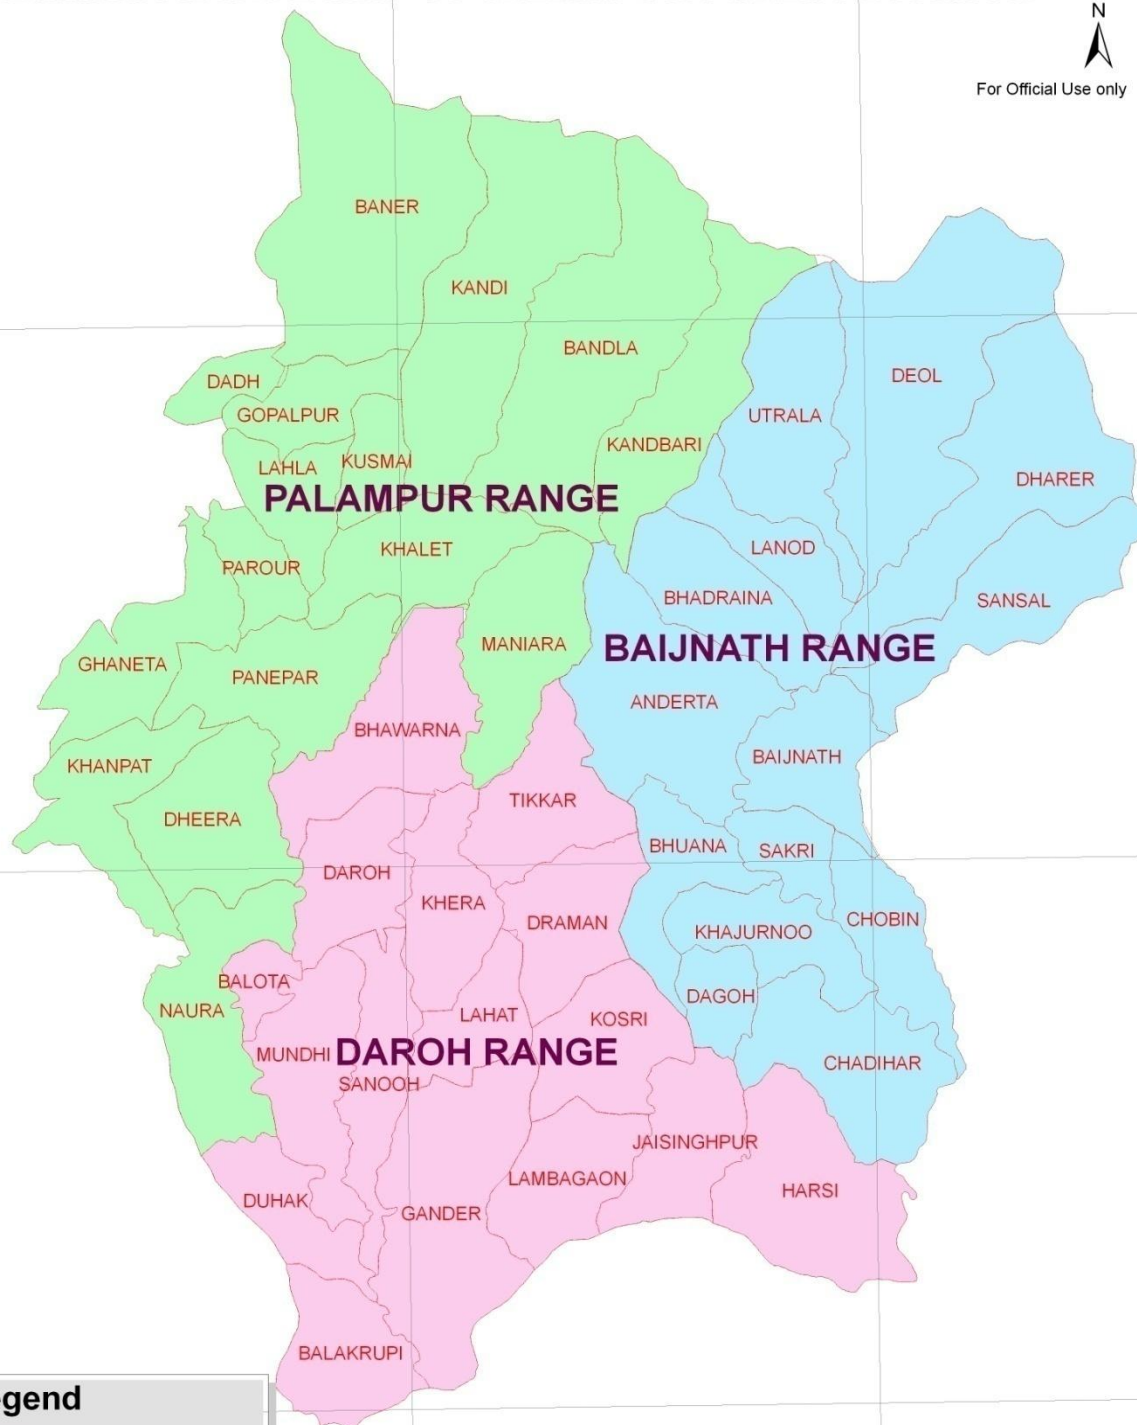 N
For Official Use only
BANER
KANDI
BANDLA
DADH
GOPALPUR
DEOL
UTRALA
KANDBARI
LAHLA
KUSMAI
DHARER
PALAMPUR RANGE
KHALET
LANOD
PAROUR
BHADRAINA
SANSAL
MANIARA
BAIJNATH RANGE
GHANETA
PANEPAR
ANDERTA
BHAWARNA
BAIJNATH
KHANPAT
TIKKAR
DHEERA
BHUANA
SAKRI
DAROH
KHERA
DRAMAN
CHOBIN
KHAJURNOO
BALOTA
DAGOH
NAURA
LAHAT
KOSRI
MUNDHI
DAROH RANGE
CHADIHAR
SANOOH
JAISINGHPUR
LAMBAGAON
HARSI
DUHAK
GANDER
BALAKRUPI
gend